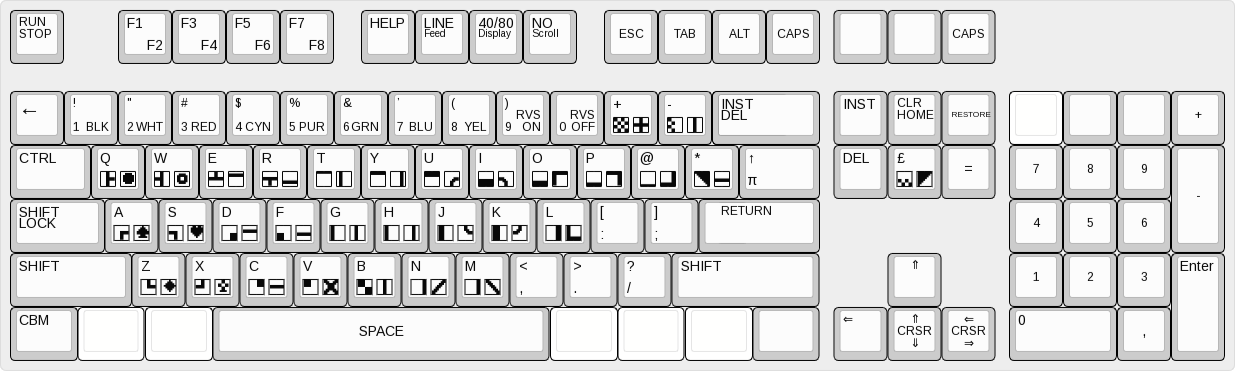 RUN STOP
F1 F2
F3 F4
F5 F6
F7 F8
HELP
LINE Feed
40/80 Display
NO Scroll
ESC
TAB
ALT
CAPS
CAPS
←
! 1 BLK
" 2 WHT
# 3 RED
$ 4 CYN
% 5 PUR
& 6 GRN
' 7 BLU
( 8 YEL
) 9 RVS ON
0 RVS OFF
+
-
INST DEL
INST
CLR HOME
RESTORE
+
CTRL
Q
W
E
R
T
Y
U
I
O
P
@
*
↑ π
DEL
£
=
7
8
9
-
SHIFT LOCK
A
S
D
F
G
H
J
K
L
[ :
] ;
RETURN
4
5
6
SHIFT
Z
X
C
V
B
N
M
< ,
> .
? /
SHIFT
⇑
1
2
3
Enter
CBM
SPACE
⇐
⇑ CRSR ⇓
⇐ CRSR ⇒
0
,